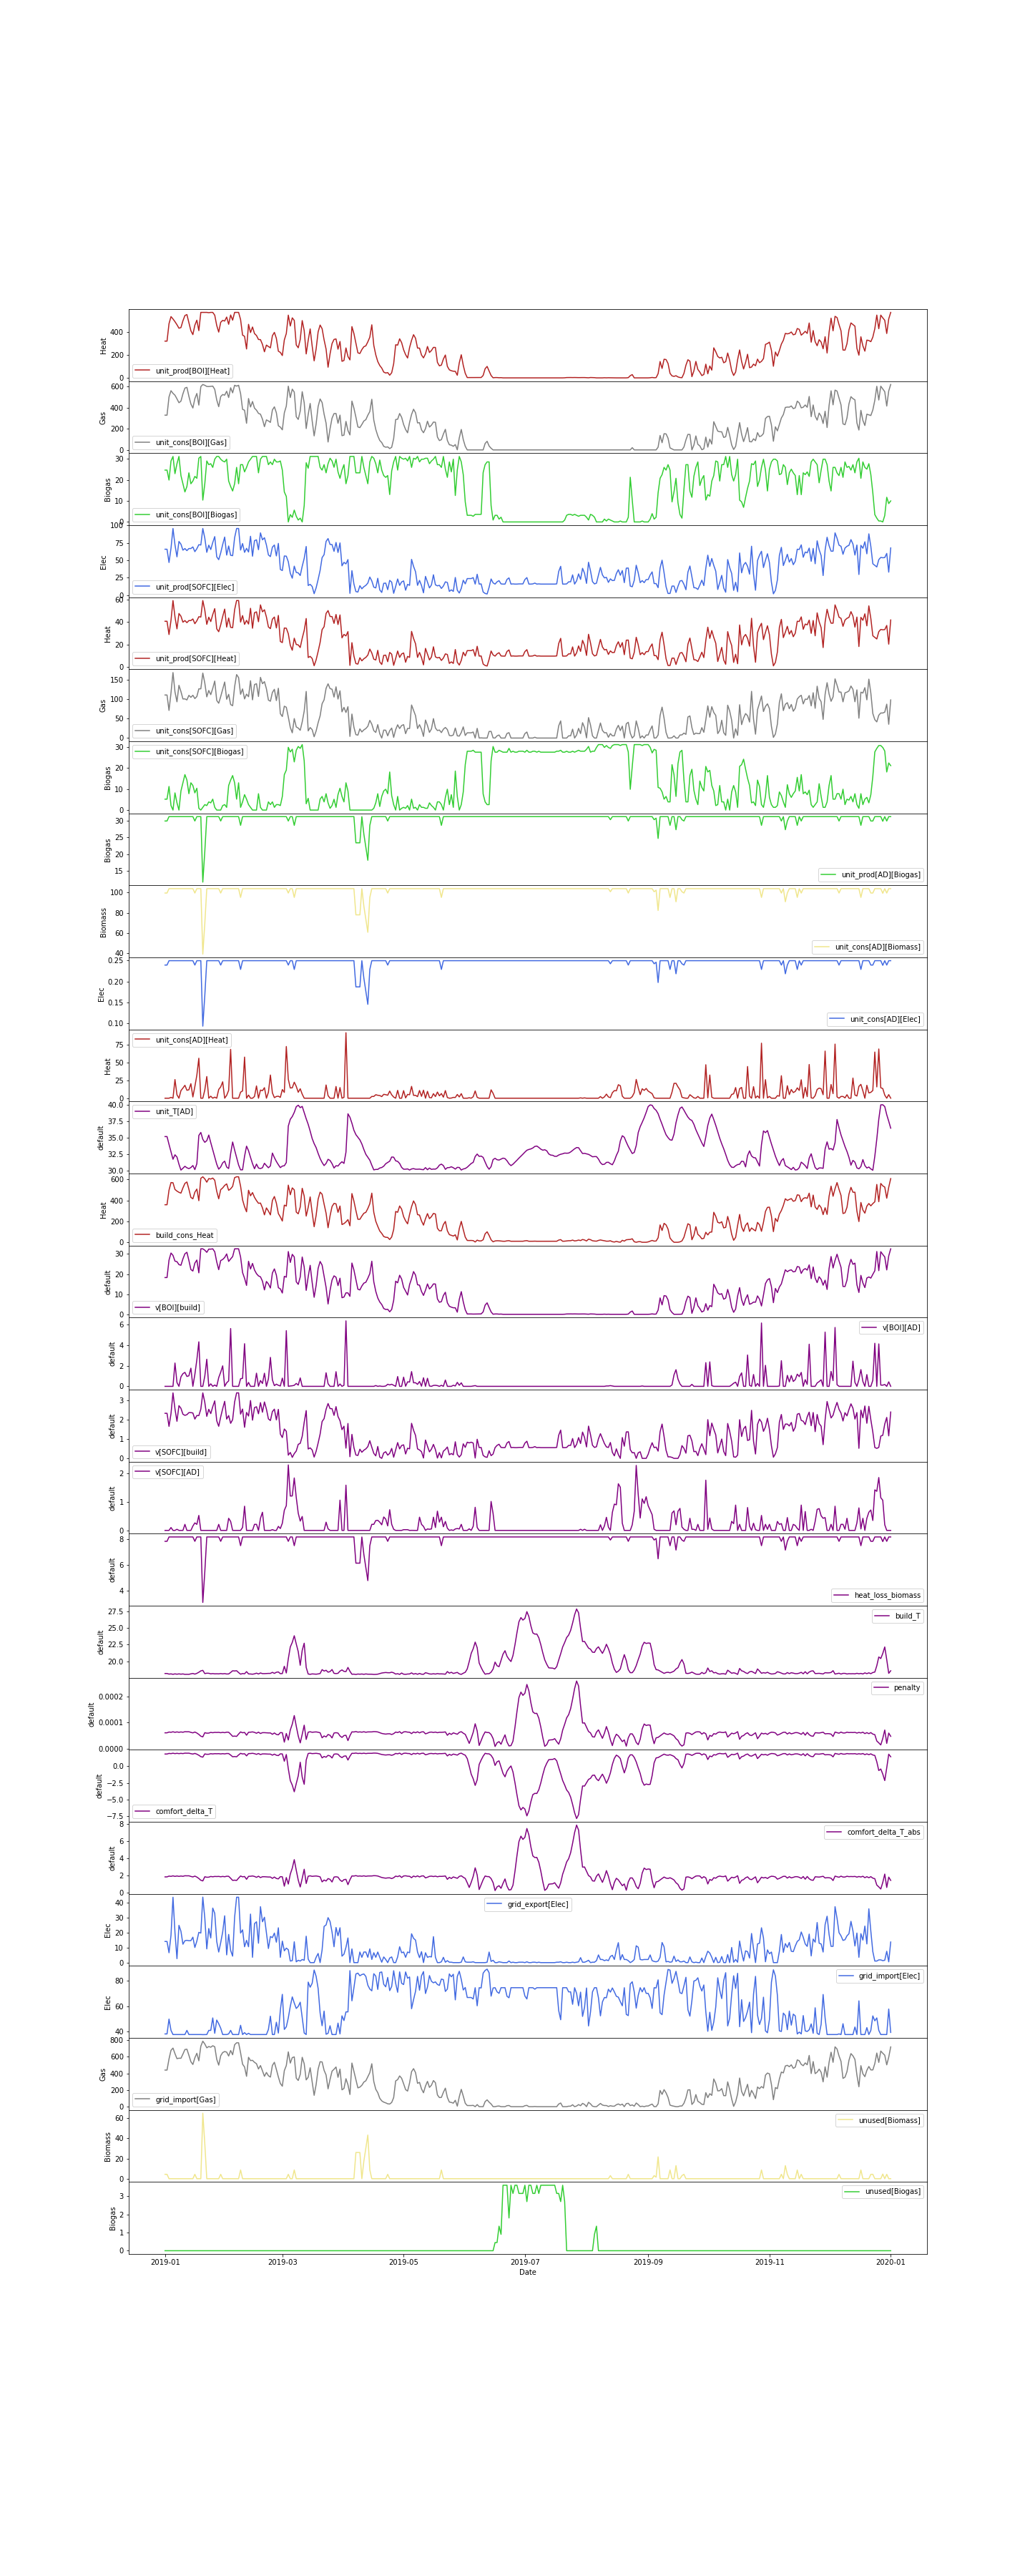 Heat
400
200
0
unit_prod[BOI][Heat]
Gas
600
400
200
0
unit_cons[BOI][Gas]
Biogas
30
20
10
0
unit_cons[BOI][Biogas]
Elec
100
75
50
25
0
unit_prod[SOFC][Elec]
Heat
60
40
20
0
unit_prod[SOFC][Heat]
Gas
150
100
50
0
unit_cons[SOFC][Gas]
Biogas
30
20
10
0
unit_cons[SOFC][Biogas]
Biogas
30
25
20
15
unit_prod[AD][Biogas]
Biomass
100
80
60
40
unit_cons[AD][Biomass]
Elec
0.25
0.20
0.15
0.10
unit_cons[AD][Elec]
Heat
75
50
25
0
unit_cons[AD][Heat]
default
40.0
37.5
35.0
32.5
30.0
unit_T[AD]
Heat
600
400
200
0
build_cons_Heat
default
30
20
10
0
v[BOI][build]
default
6
4
2
0
v[BOI][AD]
default
3
2
1
0
v[SOFC][build]
default
2
1
0
v[SOFC][AD]
default
8
6
4
heat_loss_biomass
default
27.5
25.0
22.5
20.0
build_T
default
0.0002
0.0001
0.0000
penalty
default
0.0
−2.5
−5.0
−7.5
comfort_delta_T
default
8
6
4
2
0
comfort_delta_T_abs
Elec
40
30
20
10
0
grid_export[Elec]
Elec
80
60
40
grid_import[Elec]
Gas
800
600
400
200
0
grid_import[Gas]
Biomass
60
40
20
0
unused[Biomass]
Biogas
3
2
1
0
unused[Biogas]
2019-01 2019-03 2019-05 2019-07 2019-09 2019-11 2020-01
Date